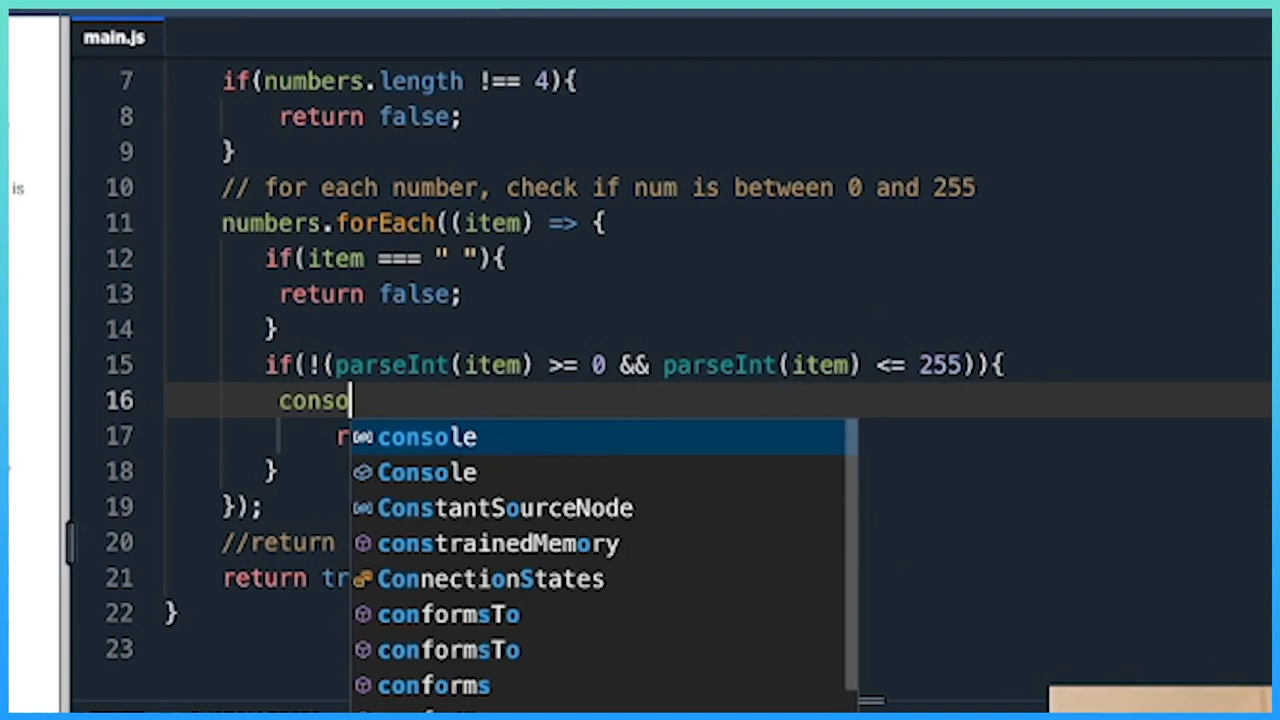 main.js
7 if(numbers.length !== 4){
8 return false;
9 }
is
10 // for each number, check if num is between 0 and 255
11 numbers.forEach((item) => {
12 if(item === " "){
13 return false;
14 }
15 if(!(parseInt(item) >= 0 && parseInt(item) <= 255)){
16 conso
17 r
console
18 }
Console
19 });
ConstantSourceNode
20 //return
constrainedMemory
21 return tr
ConnectionStates
22 }
conformsTo
23
conformsTo
conforms